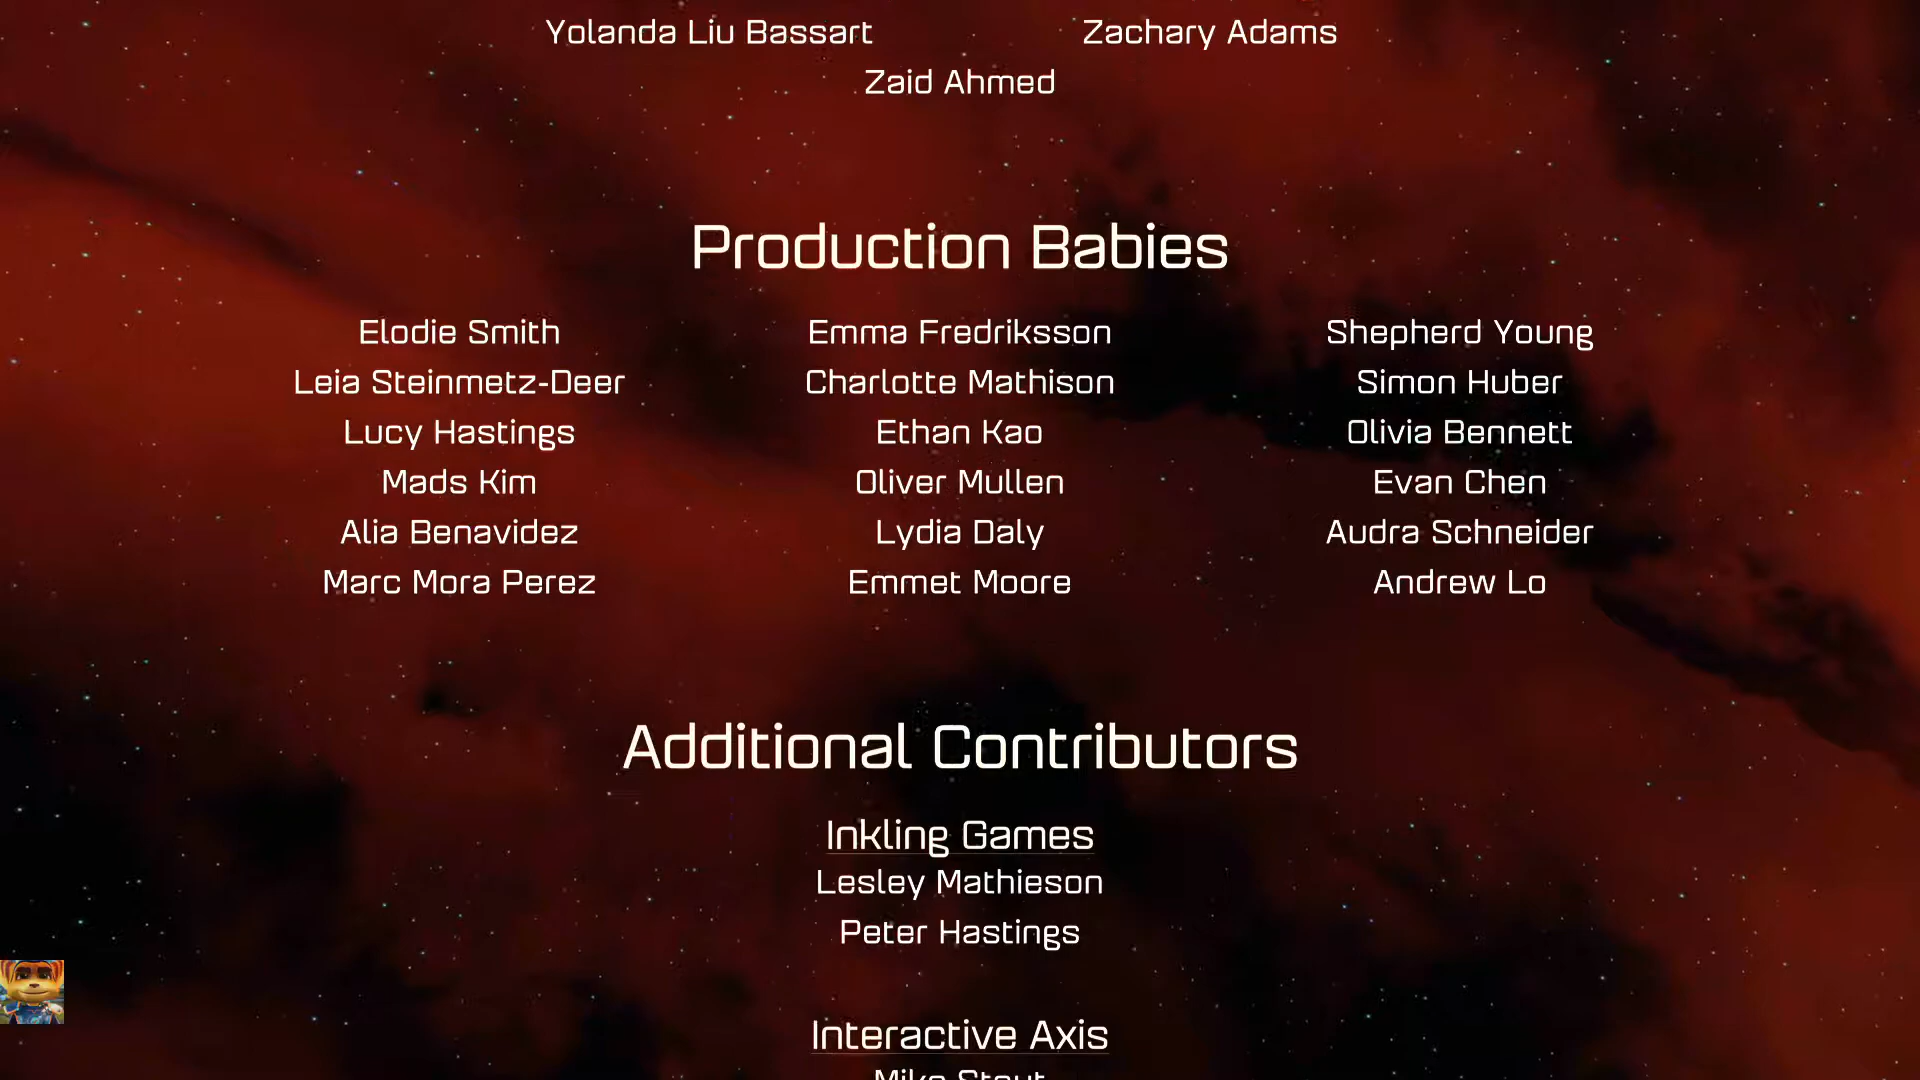 Yolanda Liu Bassart Zachary Adams
Zaid Ahmed
Production Babies
Elodie Smith Emma Fredriksson Shepherd Young
Leia Steinmetz-Deer Charlotte Mathison Simon Huber
Lucy Hastings Ethan Kao Olivia Bennett
Mads Kim Oliver Mullen Evan Chen
Alia Benavidez Lydia Daly Audra Schneider
Marc Mora Perez Emmet Moore Andrew Lo
Additional Contributors
Inkling Games
Lesley Mathieson
Peter Hastings
Interactive Axis
Mike Stout